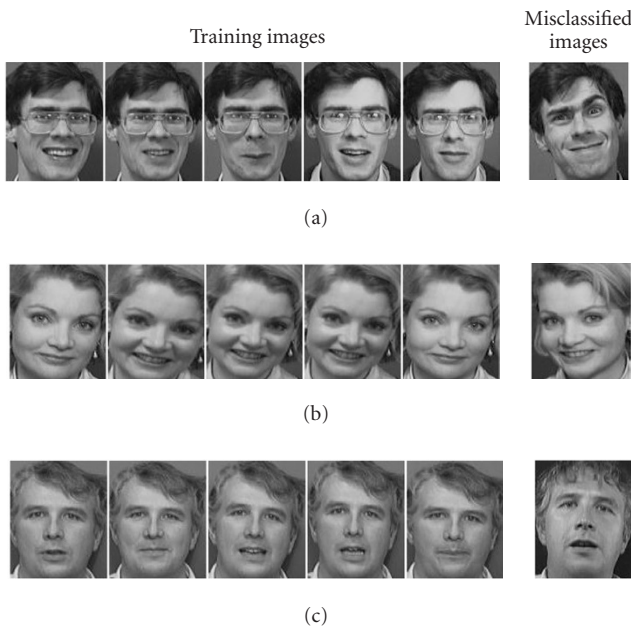 Training images
Misclassified
images
(a)
(b)
(c)